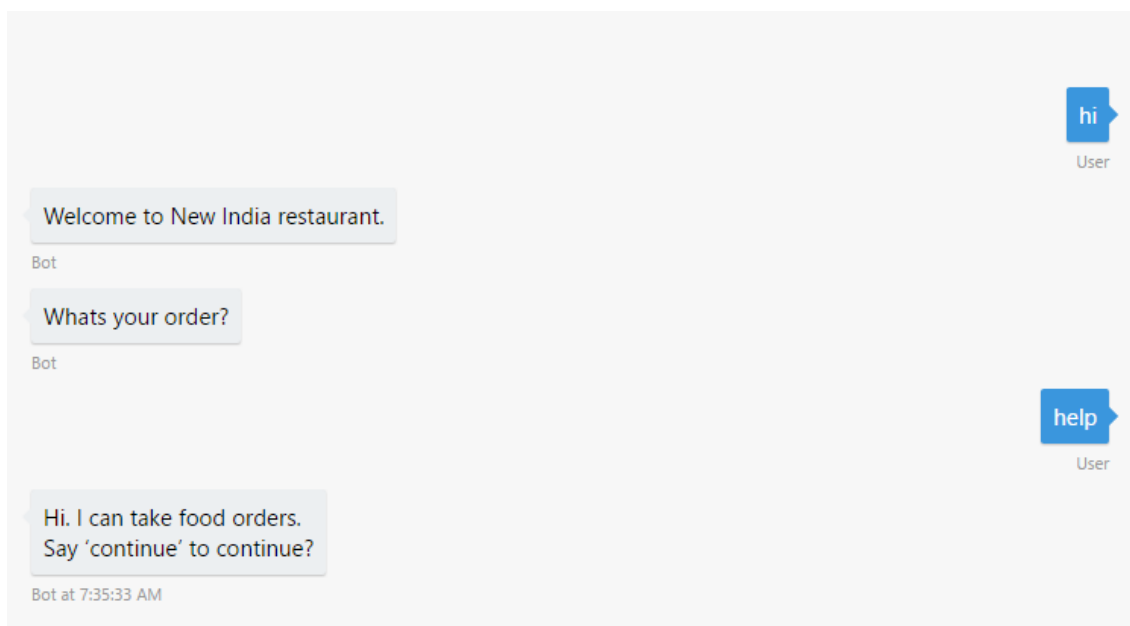 hi
User
Welcome to New India restaurant.
Bot
Whats your order?
Bot
help
User
Hi. I can take food orders.
Say ‘continue’ to continue?
Bot at 7:35:33 AM